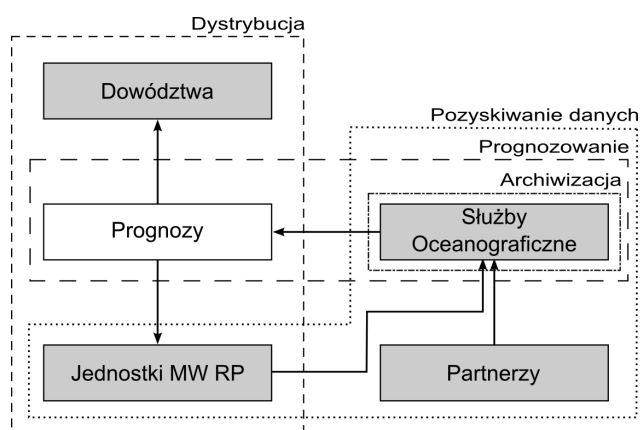 Dystrybucja
Dowództwa
Pozyskiwanie danych
Prognozowanie
Archiwizacja
Prognozy
Służby
Oceanograficzne
Jednostki MW RP
Partnerzy